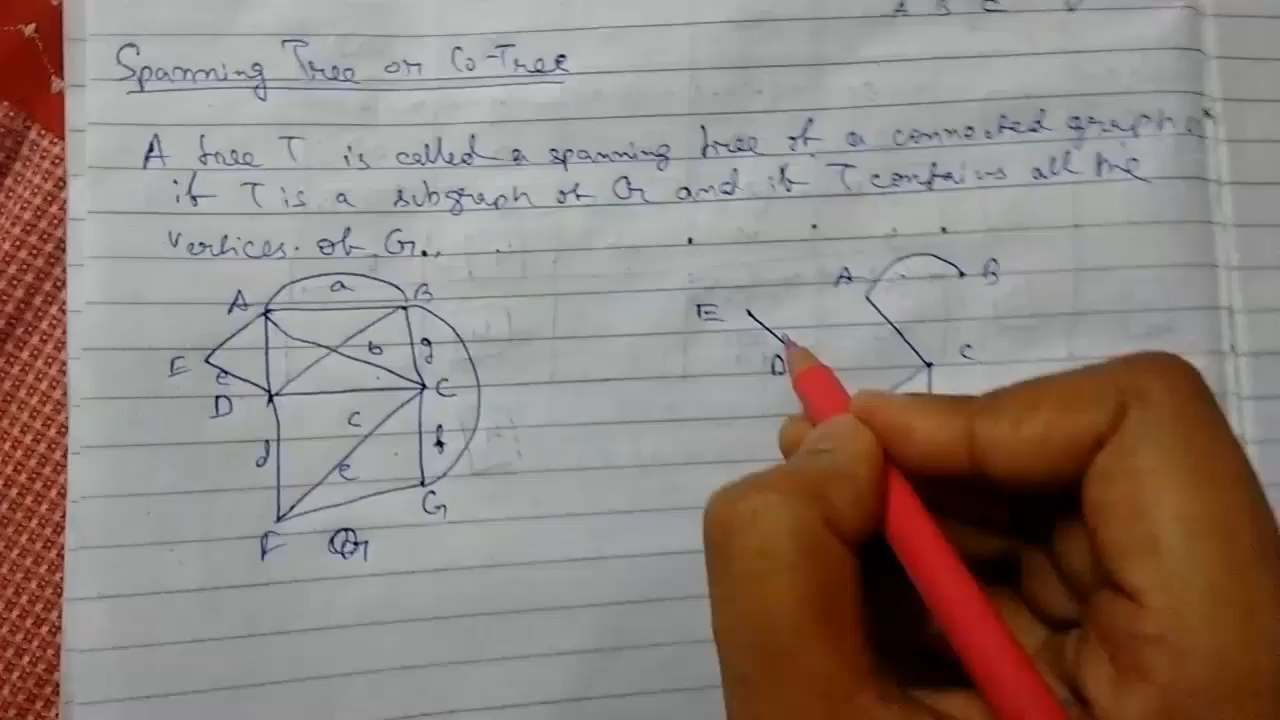 A B C
Spanning Tree or Co-Tree
A tree T is called a spanning tree of a connected graph
if T is a subgraph of G and if T contains all the
vertices of G.
a
A B
A B
E
b g
E e
D
C
D C
c
d f
e
G
F G